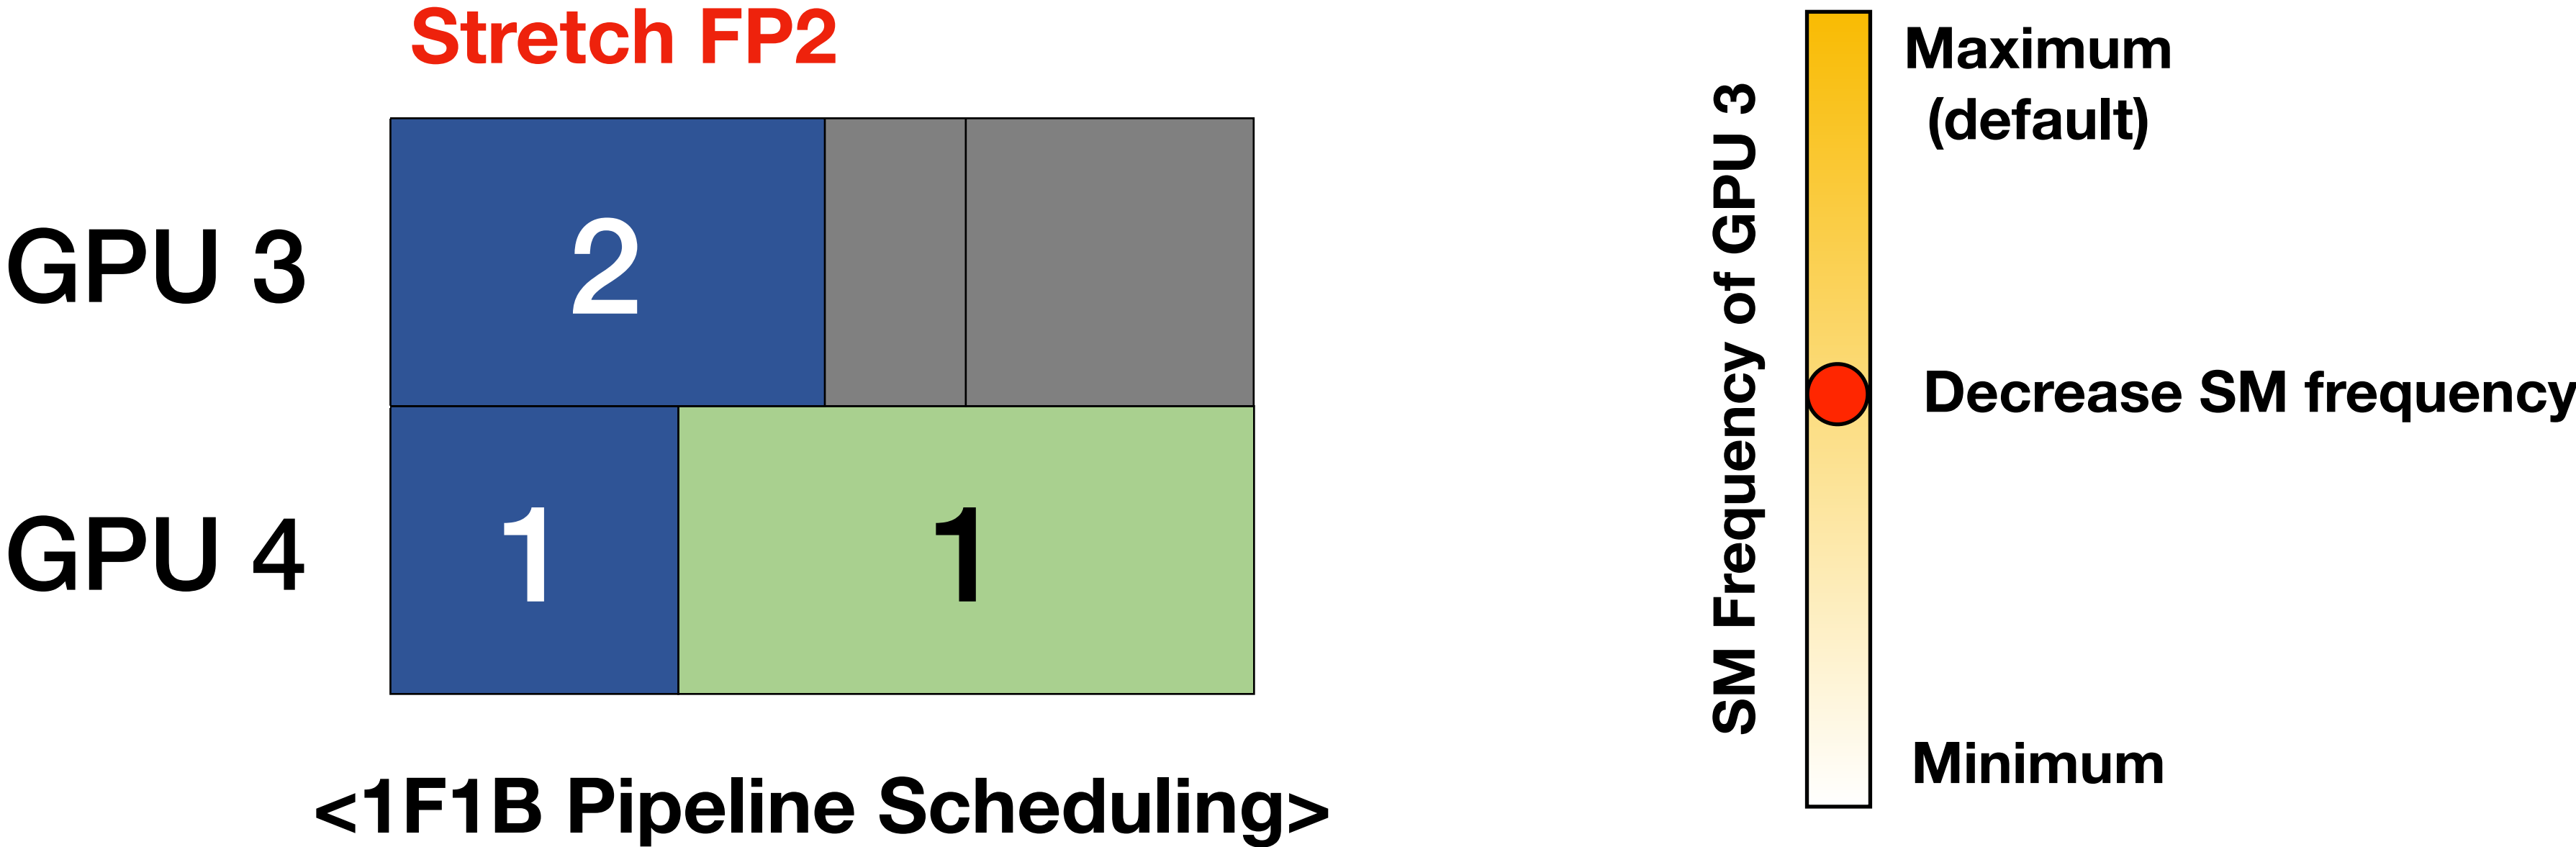 Stretch FP2
GPU 3
2
GPU 4
1
1
<1F1B Pipeline Scheduling>
SM Frequency of GPU 3
Maximum
(default)
Decrease SM frequency
Minimum